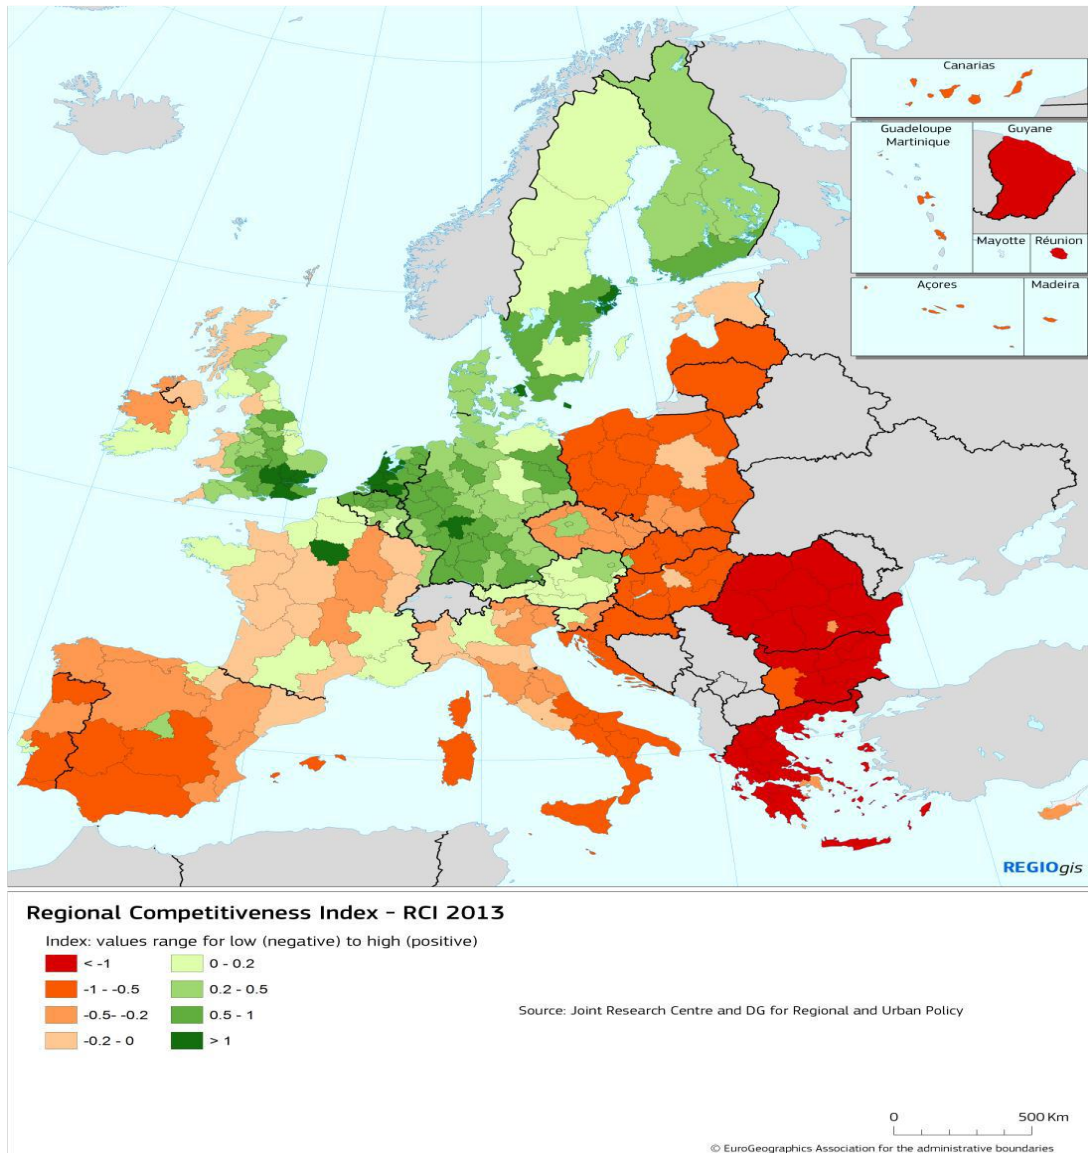 Canarias
Guadeloupe
Martinique
Guyane
Mayotte
Réunion
Açores
Madeira
REGIOgis
Regional Competitiveness Index - RCI 2013
Index: values range for low (negative) to high (positive)
< -1
0 - 0.2
-1 - -0.5
0.2 - 0.5
-0.5- -0.2
0.5 - 1
-0.2 - 0
> 1
Source: Joint Research Centre and DG for Regional and Urban Policy
0
500 Km
© EuroGeographics Association for the administrative boundaries